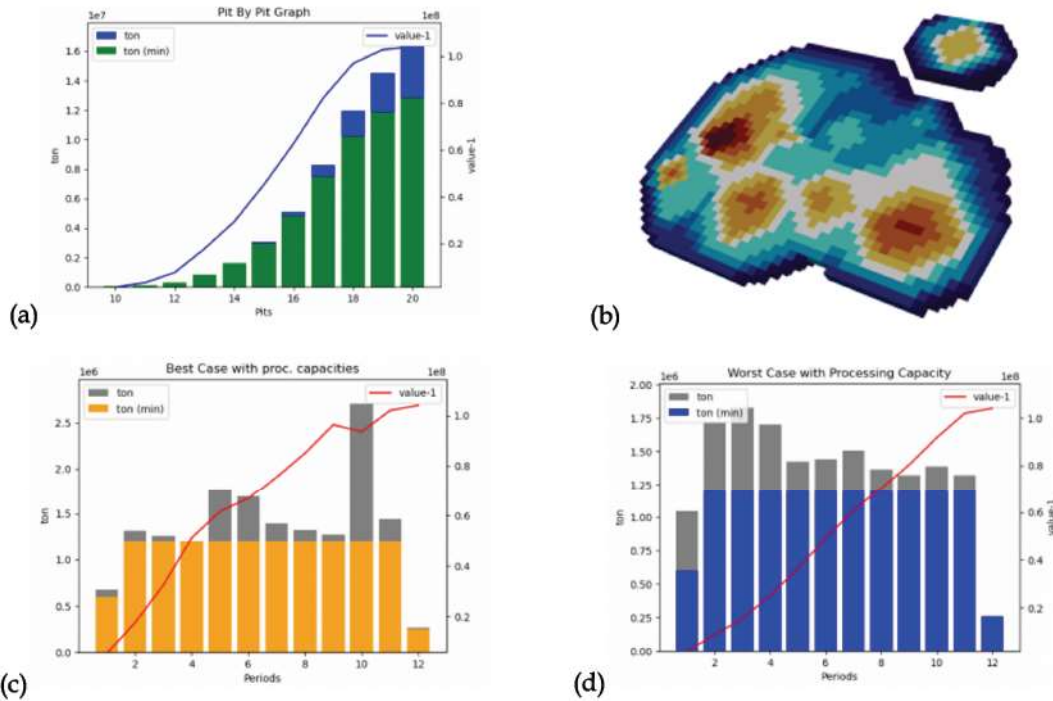 Pit By Pit Graph
1e7
1e8
ton
ton (min)
value-1
1.6
1.4
1.2
1.0
0.8
0.6
0.4
0.2
0.0
ton
1.0
0.8
0.6
0.4
0.2
value-1
10 12 14 16 18 20
Pits
(a)
(b)
Best Case with proc. capacities
1e6
1e8
ton
ton (min)
value-1
2.5
2.0
1.5
1.0
0.5
0.0
ton
1.0
0.8
0.6
0.4
0.2
2 4 6 8 10 12
Periods
(c)
Worst Case with Processing Capacity
1e6
1e8
ton
ton (min)
value-1
2.00
1.75
1.50
1.25
1.00
0.75
0.50
0.25
0.00
ton
1.0
0.8
0.6
0.4
0.2
value-1
2 4 6 8 10 12
Periods
(d)